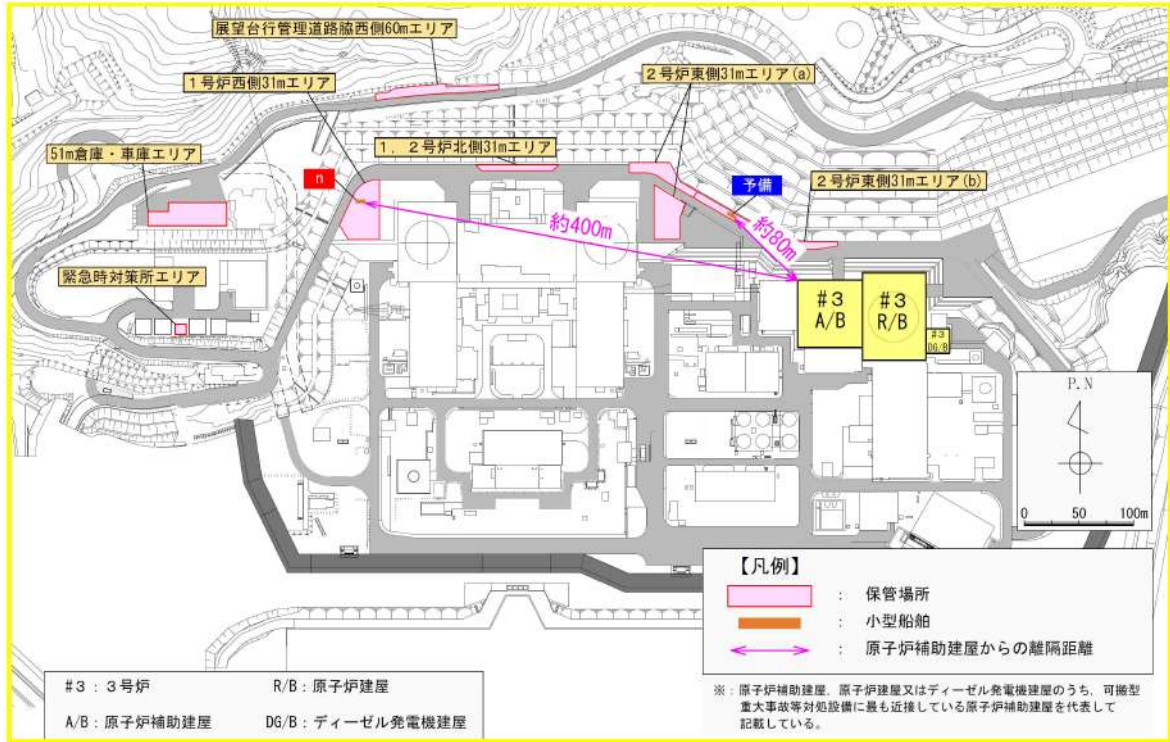 展望台行管理道路脇西側60mエリア
1号炉西側31mエリア
2号炉東側31mエリア(a)
51m倉庫・車庫エリア
1，2号炉北側31mエリア
n
予備
2号炉東側31mエリア(b)
約400m
約80m
緊急時対策所エリア
#3
A/B
#3
R/B
#3
DG/B
P.N
0 50 100m
【凡例】
： 保管場所
： 小型船舶
： 原子炉補助建屋からの離隔距離
#3：3号炉 R/B：原子炉建屋
A/B：原子炉補助建屋 DG/B：ディーゼル発電機建屋
※：原子炉補助建屋，原子炉建屋又はディーゼル発電機建屋のうち，可搬型
重大事故等対処設備に最も近接している原子炉補助建屋を代表して
記載している。